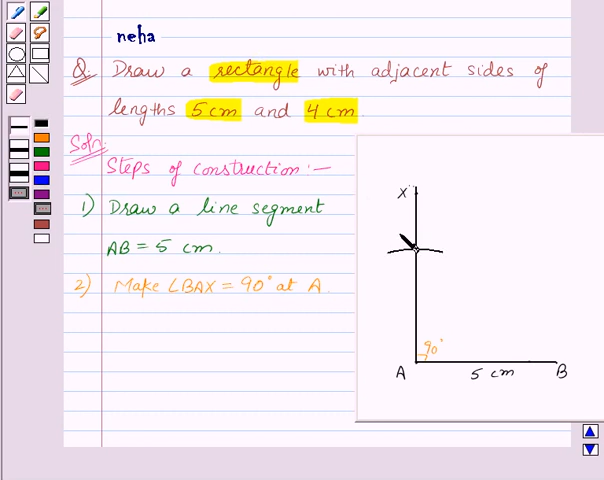 neha
Q. Draw a rectangle with adjacent sides of
lengths 5 cm and 4 cm
Soln:
Steps of construction :-
1) Draw a line segment
AB = 5 cm.
2) Make ∠BAX = 90° at A.
X
90°
A 5 cm B